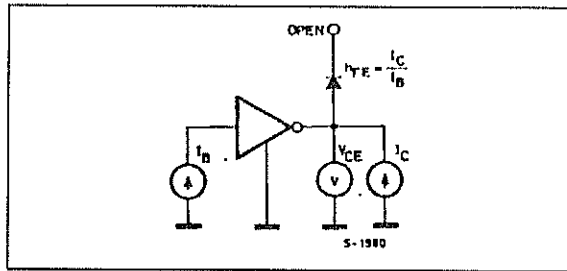 OPEN
hFE = IC
IB
IB
VCE
IC
V
S-1980